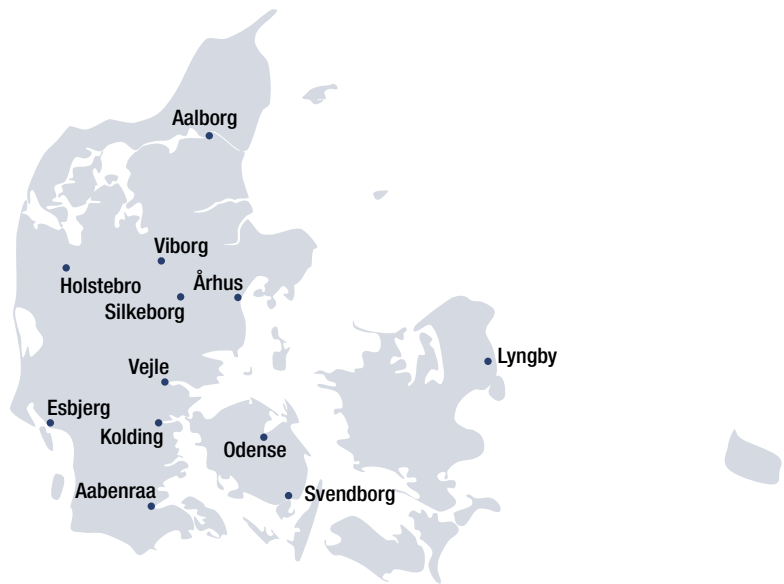 Aalborg
Viborg
Holstebro
Århus
Silkeborg
Lyngby
Vejle
Esbjerg
Kolding
Odense
Aabenraa
Svendborg